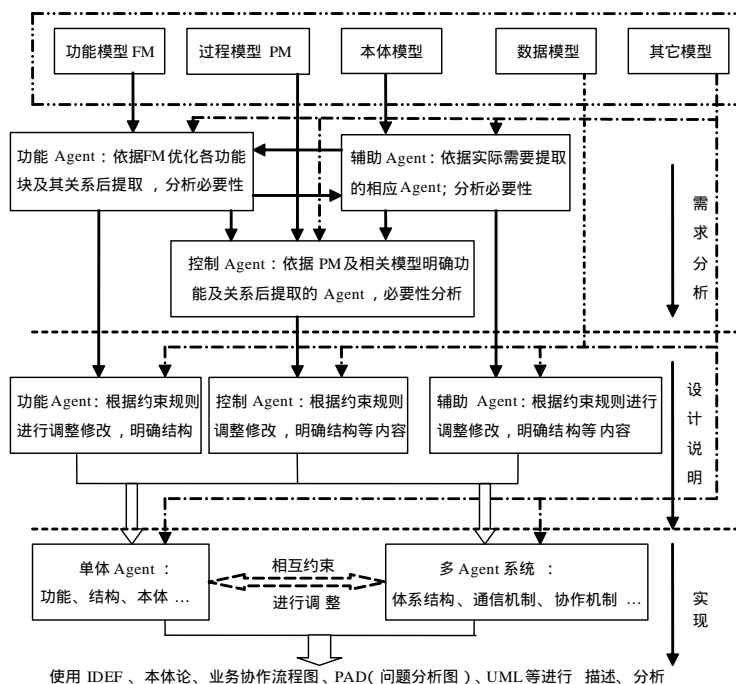 功能模型 FM
过程模型 PM
本体模型
数据模型
其它模型
功能 Agent：依据FM 优化各功能
块及其关系后提取，分析必要性
辅助 Agent：依据实际需要提取
的相应 Agent; 分析必要性
控制 Agent：依据 PM及相关模型明确功
能及关系后提取的 Agent，必要性分析
需求分析
功能 Agent：根据约束规则
进行调整修改，明确结构
控制 Agent：根据约束规则
调整修改，明确结构等内容
辅助 Agent：根据约束规则进行
调整修改，明确结构等内容
设计说明
单体 Agent：
功能、结构、本体 …
相互约束
进行调 整
多 Agent 系统：
体系结构、通信机制、协作机制 …
实现
使用 IDEF、本体论、业务协作流程图、PAD（问题分析图）、UML 等进行 描述、分析